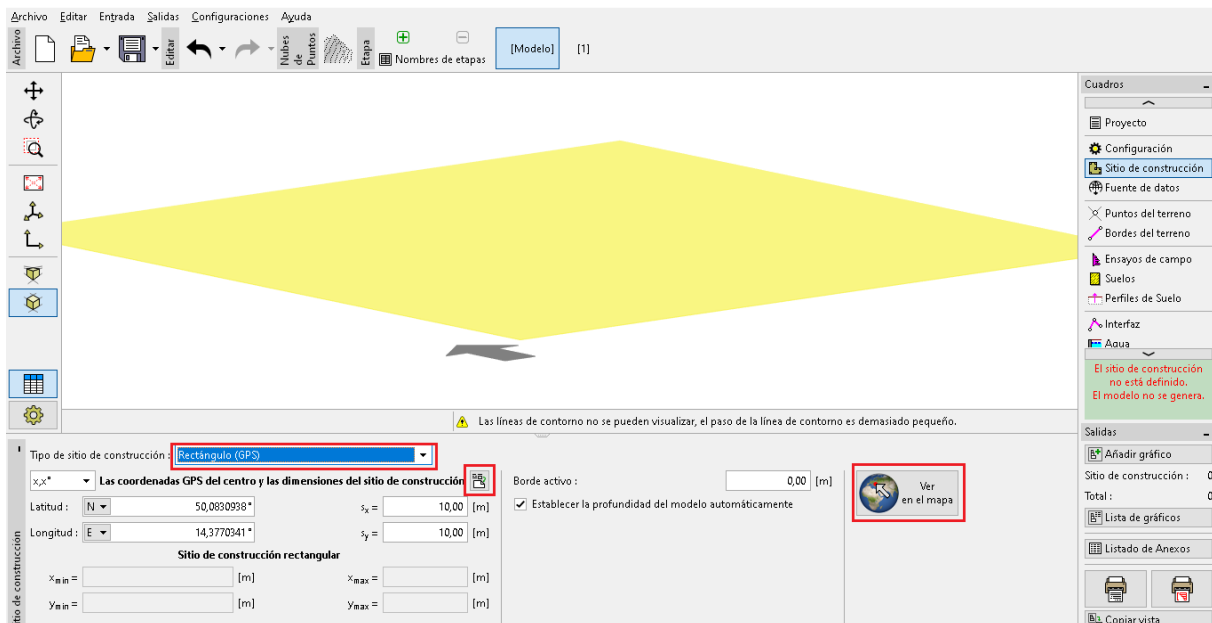 Archivo Editar Entrada Salidas Configuraciones Ayuda
Archivo
Editar
Nubes de Puntos
Etapa
Nombres de etapas
[Modelo]
[1]
Cuadros
Proyecto
Configuración
Sitio de construcción
Fuente de datos
Puntos del terreno
Bordes del terreno
Ensayos de campo
Suelos
Perfiles de Suelo
Interfaz
Agua
El sitio de construcción
no está definido.
El modelo no se genera.
Las líneas de contorno no se pueden visualizar, el paso de la línea de contorno es demasiado pequeño.
Sitio de construcción
Tipo de sitio de construcción : Rectángulo (GPS)
x,x° Las coordenadas GPS del centro y las dimensiones del sitio de construcción
Latitud : N 50,0830938° sx = 10,00 [m]
Longitud : E 14,3770341° sy = 10,00 [m]
Sitio de construcción rectangular
xmin = [m] xmax = [m]
ymin = [m] ymax = [m]
Borde activo : 0,00 [m]
Establecer la profundidad del modelo automáticamente
Ver
en el mapa
Salidas
Añadir gráfico
Sitio de construcción : 0
Total : 0
Lista de gráficos
Listado de Anexos
Copiar vista